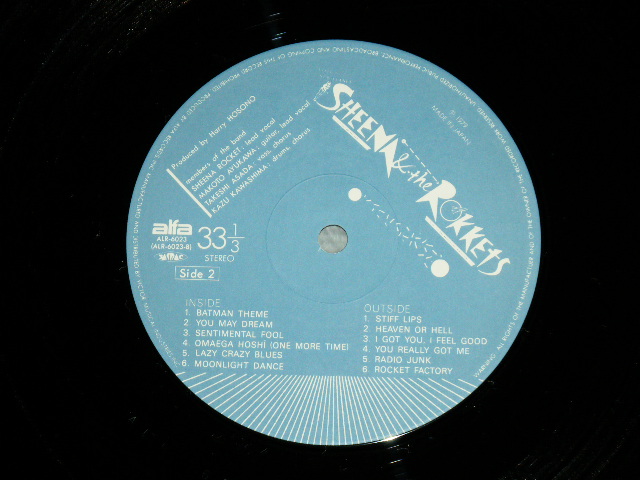 SHEENA & the ROKKETS
℗ 1979
MADE IN JAPAN
Produced by Harry HOSONO
members of the band
SHEENA ROCKET : lead vocal
MAKOTO AYUKAWA : guitar, lead vocal
TAKESHI ASADA : vass, chorus
KAZU KAWASHIMA : drums, chorus
alfa
ALR-6023
(ALR-6023-B)
33 1/3
STEREO
Side 2
INSIDE
1. BATMAN THEME
2. YOU MAY DREAM
3. SENTIMENTAL FOOL
4. OMAEGA HOSHI (ONE MORE TIME)
5. LAZY CRAZY BLUES
6. MOONLIGHT DANCE
OUTSIDE
1. STIFF LIPS
2 HEAVEN OR HELL
3. I GOT YOU, I FEEL GOOD
4. YOU REALLY GOT ME
5. RADIO JUNK
6. ROCKET FACTORY